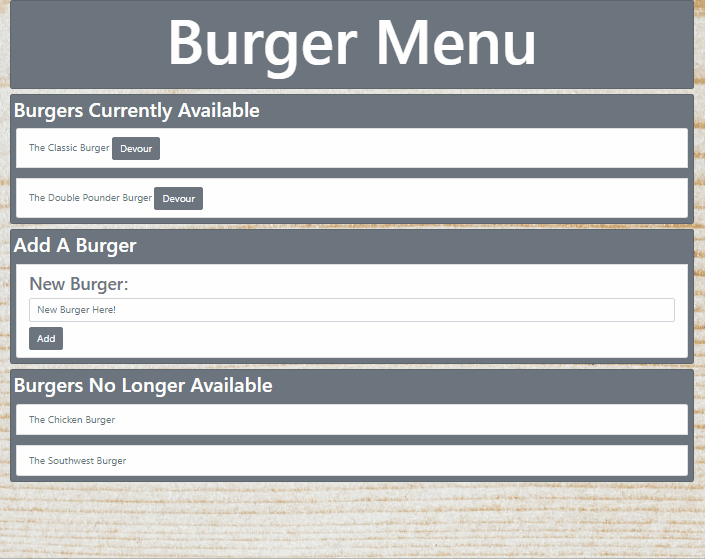 Burger Menu
Burgers Currently Available
The Classic Burger Devour
The Double Pounder Burger Devour
Add A Burger
New Burger:
New Burger Here!
Add
Burgers No Longer Available
The Chicken Burger
The Southwest Burger